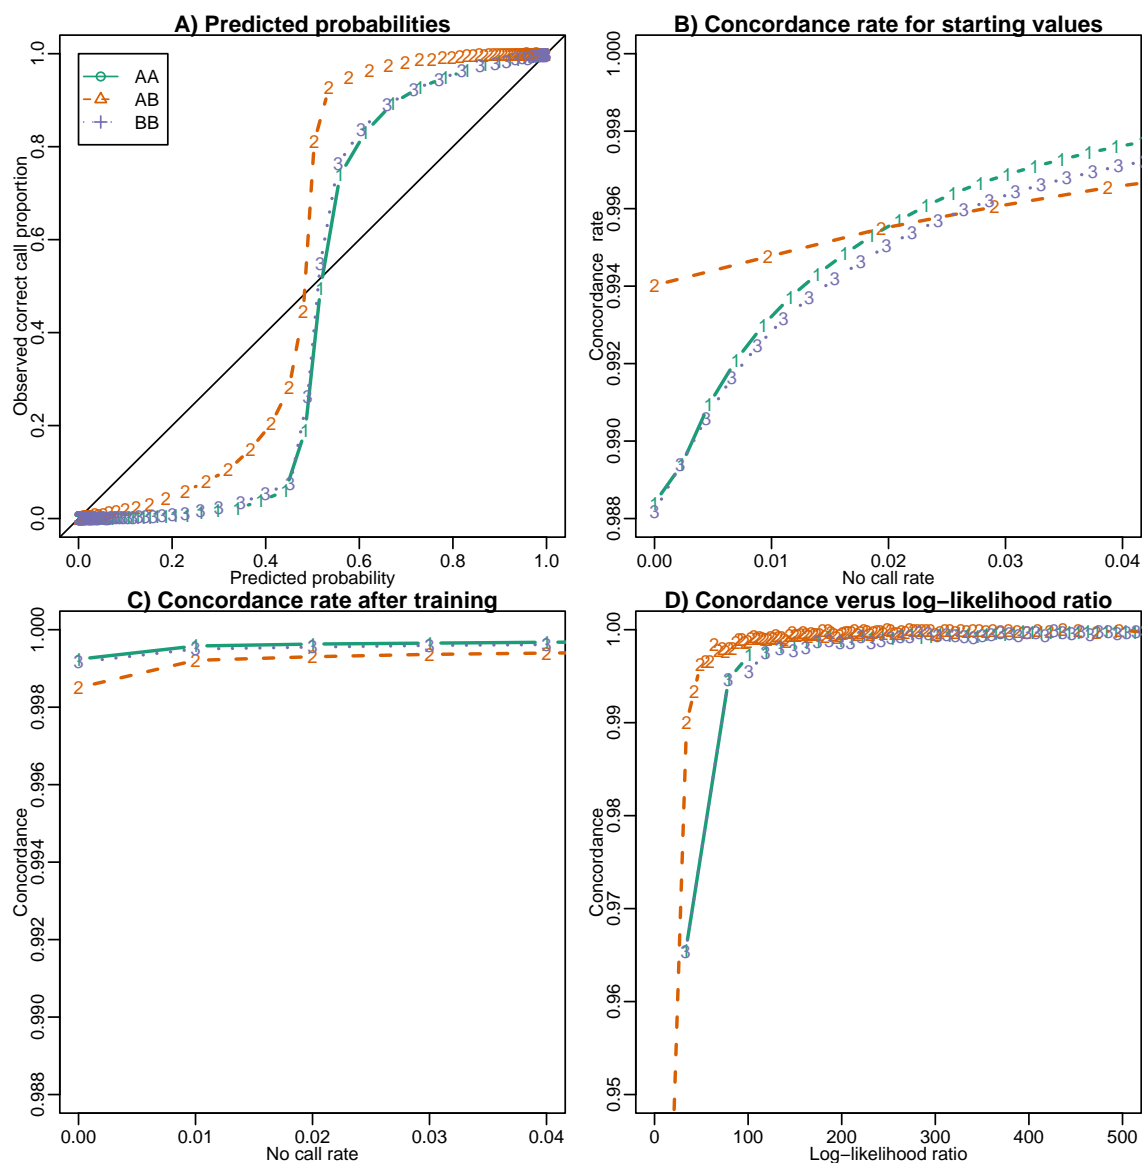 A) Predicted probabilities
Observed correct call proportion
0.0 0.2 0.4 0.6 0.8 1.0
AA
AB
BB
0.0 0.2 0.4 0.6 0.8 1.0
Predicted probability
B) Concordance rate for starting values
Concordance rate
0.988 0.990 0.992 0.994 0.996 0.998 1.000
0.00 0.01 0.02 0.03 0.04
No call rate
C) Concordance rate after training
Concordance
0.988 0.990 0.992 0.994 0.996 0.998 1.000
0.00 0.01 0.02 0.03 0.04
No call rate
D) Conordance verus log−likelihood ratio
Concordance
0.95 0.96 0.97 0.98 0.99 1.00
0 100 200 300 400 500
Log−likelihood ratio